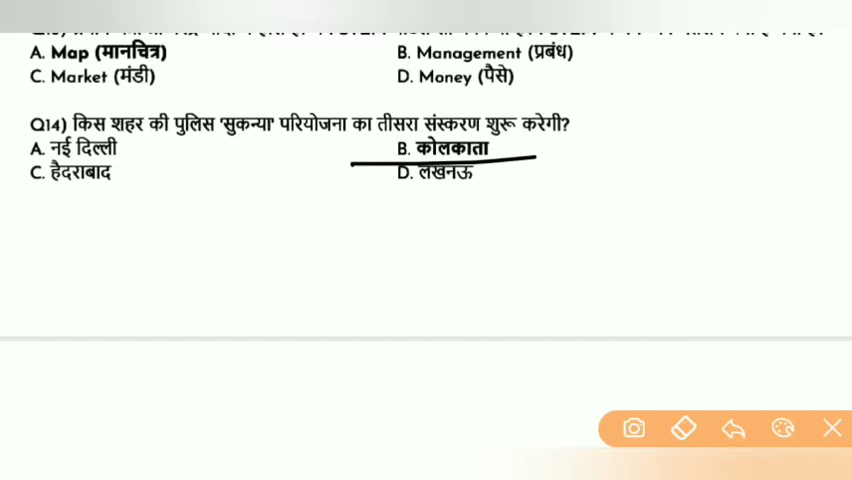 A. Map (मानचित्र) B. Management (प्रबंध)
C. Market (मंडी) D. Money (पैसे)
Q14) किस शहर की पुलिस 'सुकन्या' परियोजना का तीसरा संस्करण शुरू करेगी?
A. नई दिल्ली B. कोलकाता
C. हैदराबाद D. लखनऊ